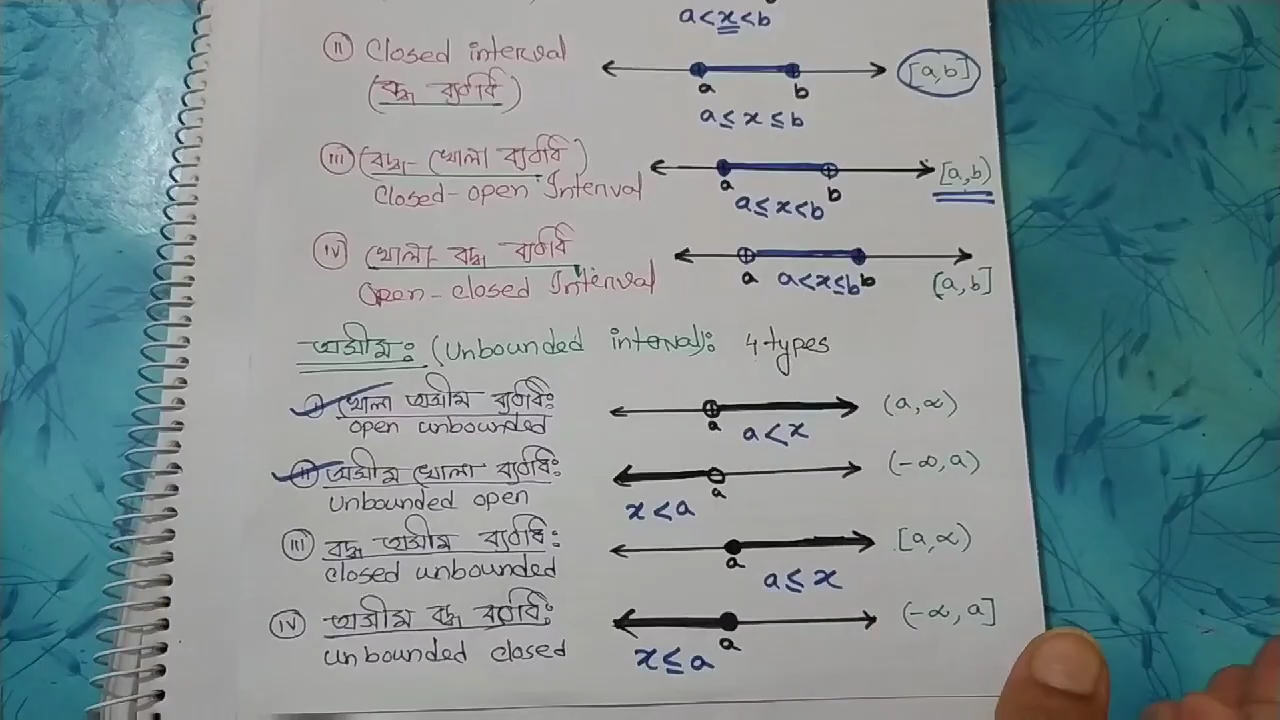 a<x<b
(ii) Closed interval
(বদ্ধ ব্যবধি)
a b [a,b]
a≤x≤b
(iii) (বদ্ধ- খোলা ব্যবধি)
Closed-open Interval
a b [a,b)
a≤x<b
(iv) খোলা- বদ্ধ ব্যবধি
Open-closed Interval
a a<x≤b b (a,b]
অসীমঃ (Unbounded interval): 4 types
(i) খোলা অসীম ব্যবধিঃ
open unbounded
a a<x (a,∝)
(ii) অসীম খোলা ব্যবধিঃ
Unbounded open
a x<a (-∞,a)
(iii) বদ্ধ অসীম ব্যবধিঃ
closed unbounded
a a≤x [a,∝)
(iv) অসীম বদ্ধ ব্যবধিঃ
unbounded closed
a x≤a (-∝,a]